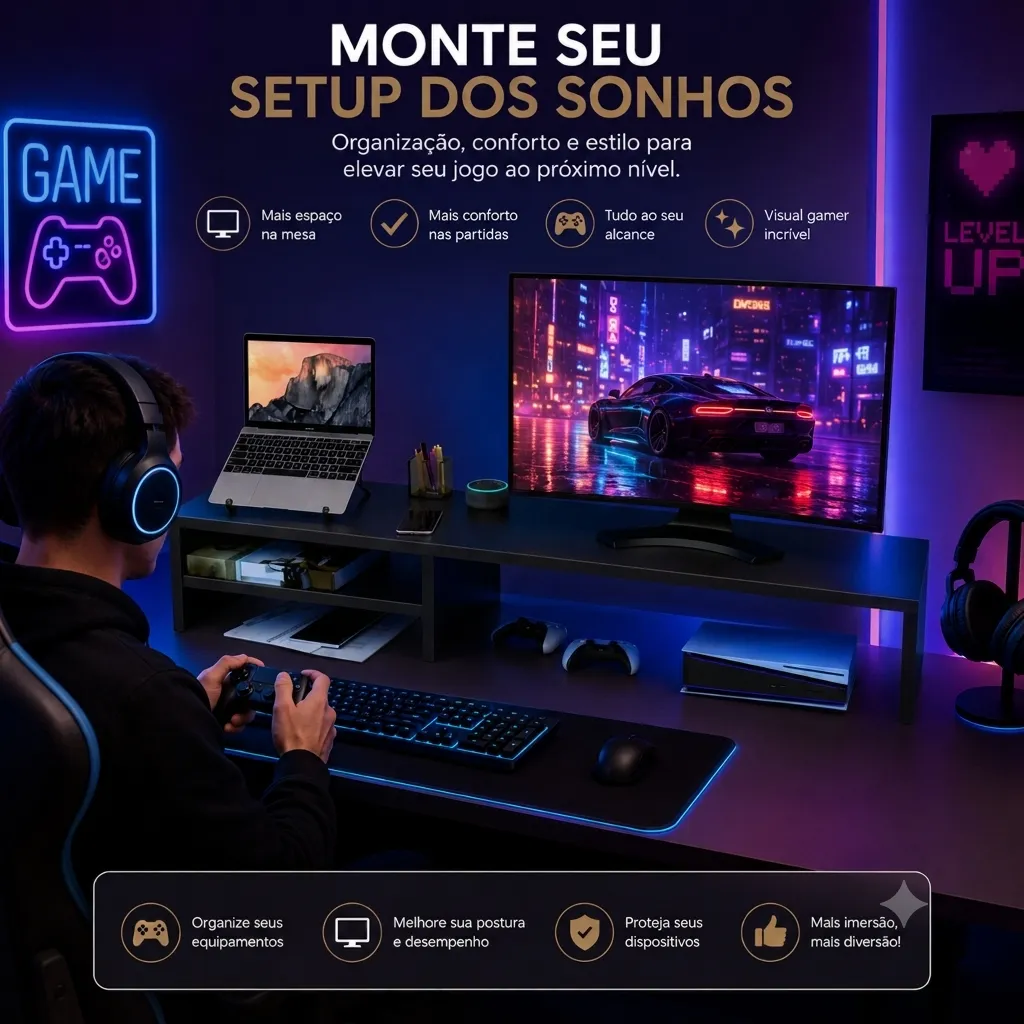 MONTE SEU
SETUP DOS SONHOS
Organização, conforto e estilo para
elevar seu jogo ao próximo nível.
Mais espaço
na mesa
Mais conforto
nas partidas
Tudo ao seu
alcance
Visual gamer
incrível
GAME
LEVEL
UP
Organize seus
equipamentos
Melhore sua postura
e desempenho
Proteja seus
dispositivos
Mais imersão,
mais diversão!